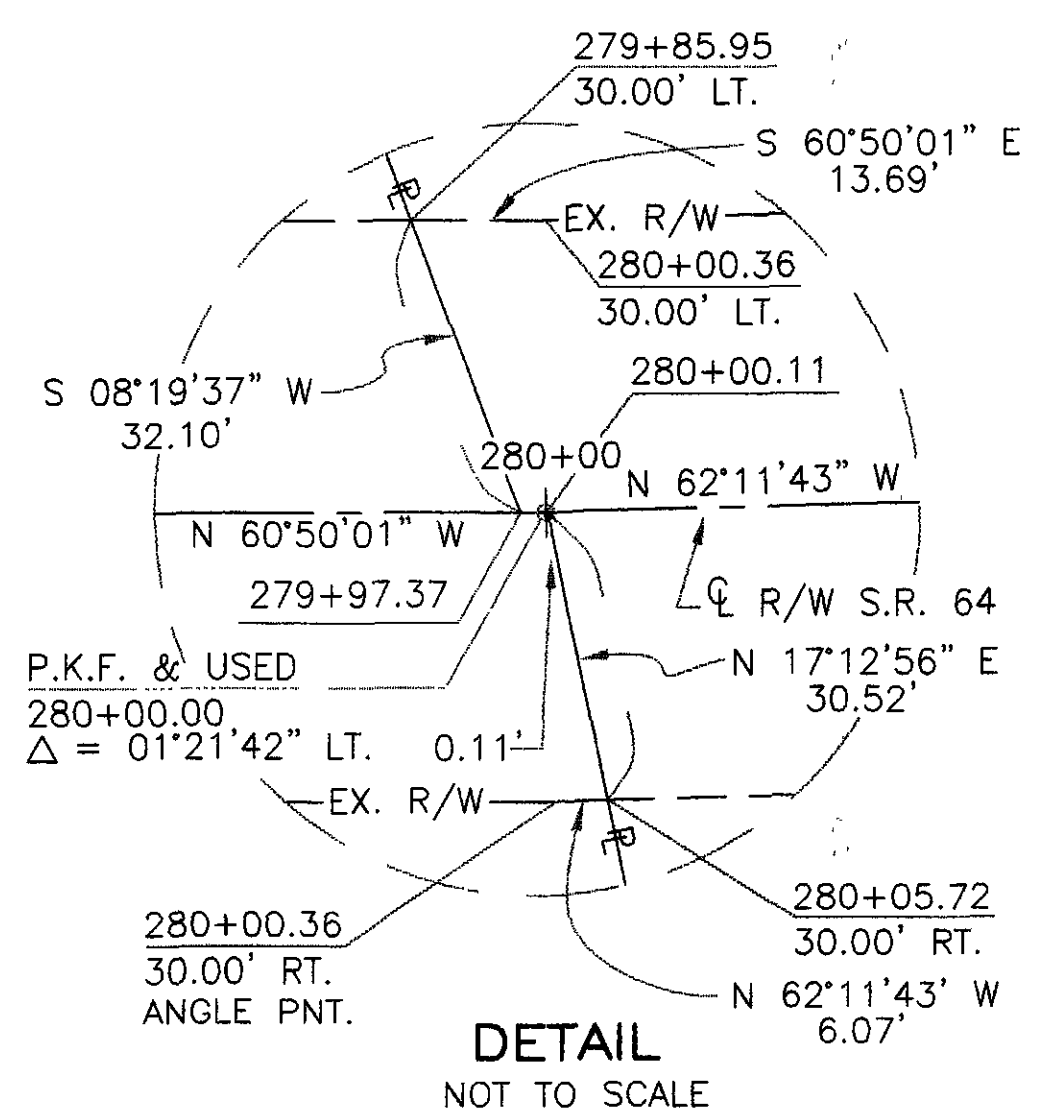 279+85.95
30.00' LT.
S 60°50'01" E
13.69'
PL
EX. R/W
280+00.36
30.00' LT.
S 08°19'37" W
32.10'
280+00.11
280+00
N 62°11'43" W
N 60°50'01" W
279+97.37
CL R/W S.R. 64
P.K.F. & USED
280+00.00
Δ = 01°21'42" LT.
0.11'
N 17°12'56" E
30.52'
EX. R/W
PL
280+00.36
30.00' RT.
ANGLE PNT.
280+05.72
30.00' RT.
N 62°11'43' W
6.07'
DETAIL
NOT TO SCALE